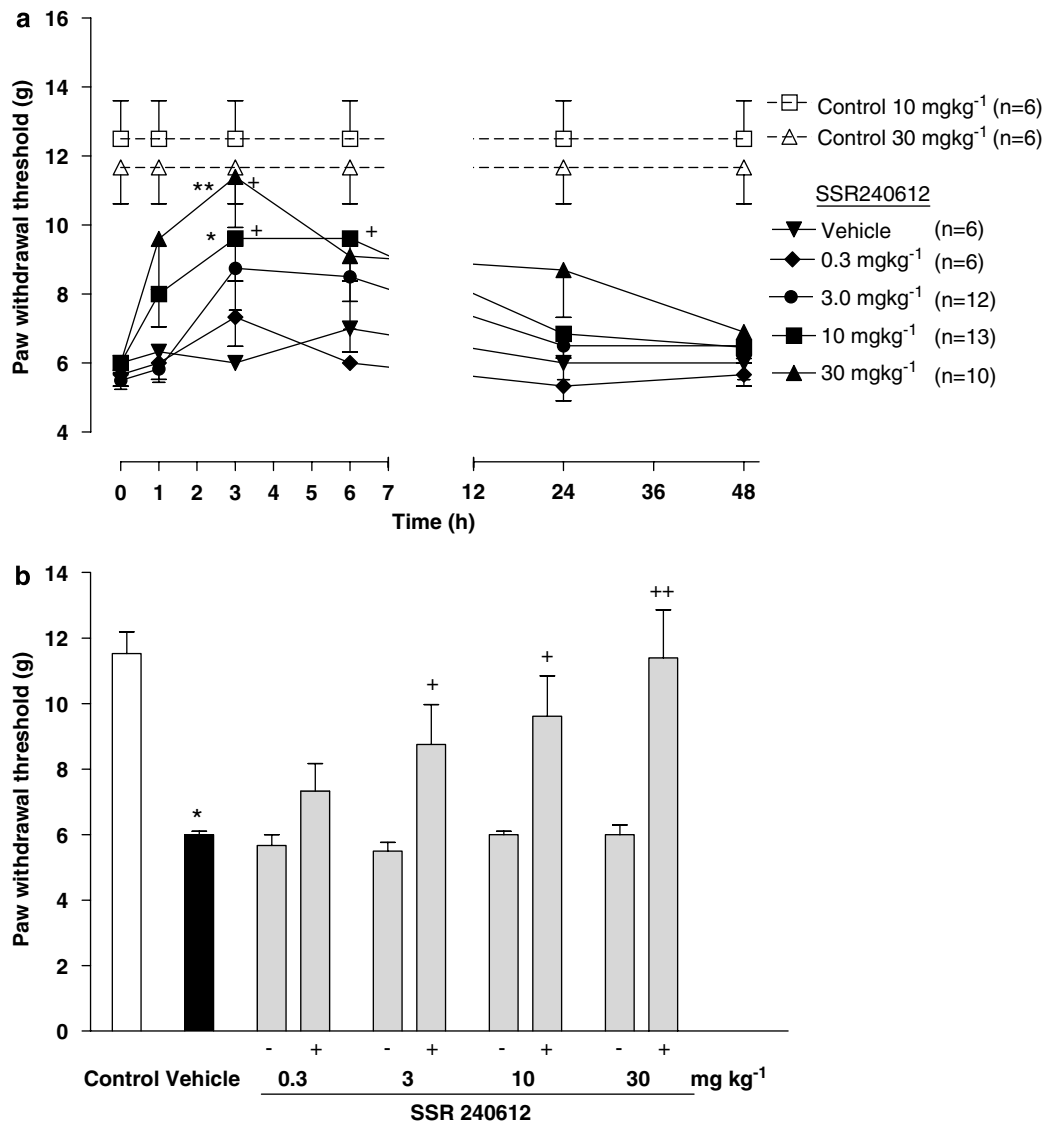 a
16
14
12
10
8
6
4
Paw withdrawal threshold (g)
** +
* + +
0 1 2 3 4 5 6 7 12 24 36 48
Time (h)
Control 10 mgkg-1 (n=6)
Control 30 mgkg-1 (n=6)
SSR240612
Vehicle (n=6)
0.3 mgkg-1 (n=6)
3.0 mgkg-1 (n=12)
10 mgkg-1 (n=13)
30 mgkg-1 (n=10)
b
14
12
10
8
6
4
2
0
Paw withdrawal threshold (g)
* + + ++
- + - + - + - +
Control Vehicle 0.3 3 10 30 mg kg-1
SSR 240612